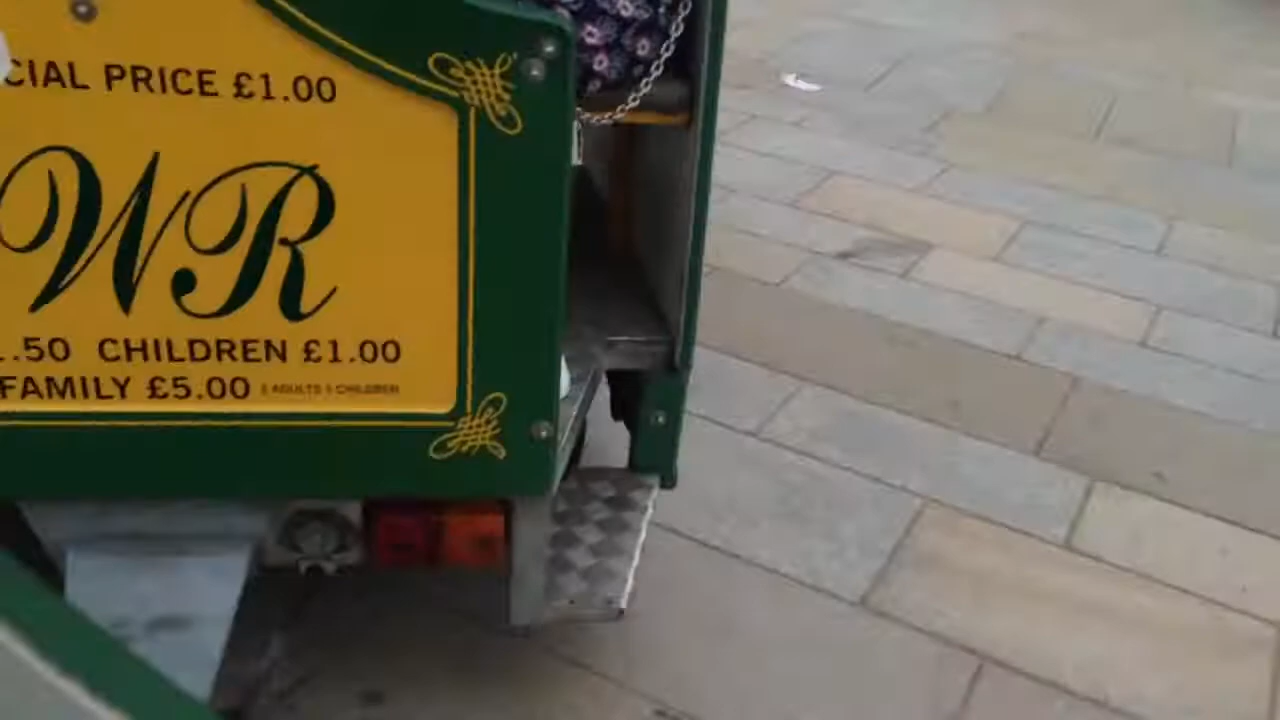 CIAL PRICE £1.00
WR
.50 CHILDREN £1.00
FAMILY £5.00 2 ADULTS 3 CHILDREN